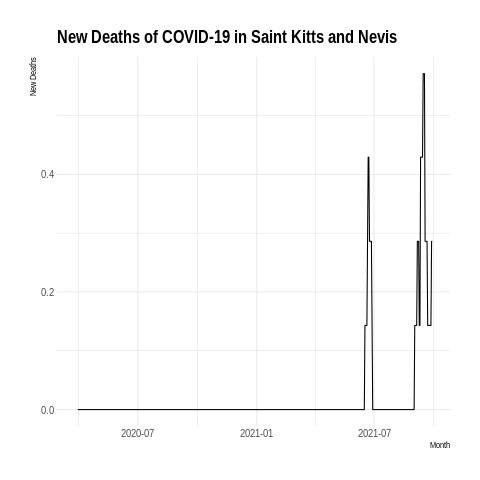 New Deaths of COVID-19 in Saint Kitts and Nevis
New Deaths
0.4
0.2
0.0
2020-07
2021-01
2021-07
Month